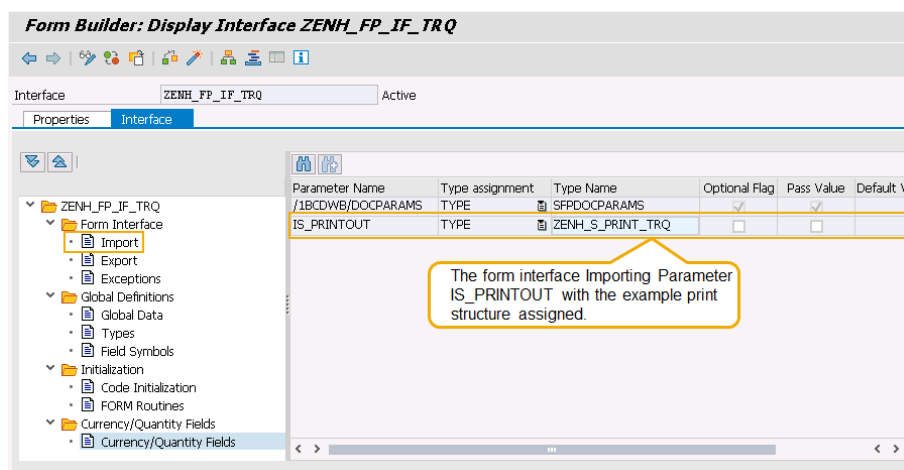 Form Builder: Display Interface ZENH_FP_IF_TRQ
Interface ZENH_FP_IF_TRQ Active
Properties Interface
Parameter Name Type assignment Type Name Optional Flag Pass Value Default V
/1BCDWB/DOCPARAMS TYPE SFPDOCPARAMS
IS_PRINTOUT TYPE ZENH_S_PRINT_TRQ
ZENH_FP_IF_TRQ
Form Interface
Import
Export
Exceptions
Global Definitions
Global Data
Types
Field Symbols
Initialization
Code Initialization
FORM Routines
Currency/Quantity Fields
Currency/Quantity Fields
The form interface Importing Parameter
IS_PRINTOUT with the example print
structure assigned.